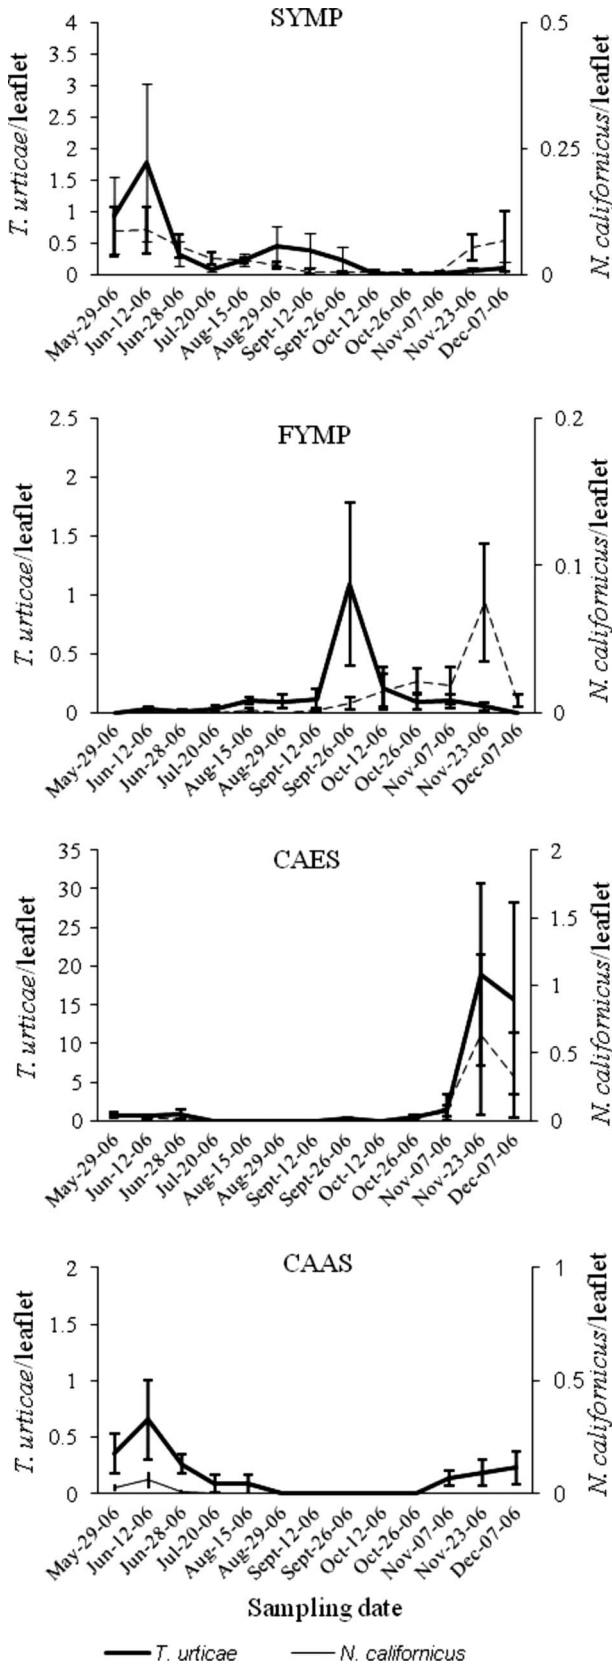 SYMP
4
3.5
3
2.5
2
1.5
1
0.5
0
T. urticae/leaflet
0.5
0.25
0
N. californicus/leaflet
May-29-06
Jun-12-06
Jun-28-06
Jul-20-06
Aug-15-06
Aug-29-06
Sept-12-06
Sept-26-06
Oct-12-06
Oct-26-06
Nov-07-06
Nov-23-06
Dec-07-06
FYMP
2.5
2
1.5
1
0.5
0
T. urticae/leaflet
0.2
0.1
0
N. californicus/leaflet
May-29-06
Jun-12-06
Jun-28-06
Jul-20-06
Aug-15-06
Aug-29-06
Sept-12-06
Sept-26-06
Oct-12-06
Oct-26-06
Nov-07-06
Nov-23-06
Dec-07-06
CAES
35
30
25
20
15
10
5
0
T. urticae/leaflet
2
1.5
1
0.5
0
N. californicus/leaflet
May-29-06
Jun-12-06
Jun-28-06
Jul-20-06
Aug-15-06
Aug-29-06
Sept-12-06
Sept-26-06
Oct-12-06
Oct-26-06
Nov-07-06
Nov-23-06
Dec-07-06
CAAS
2
1.5
1
0.5
0
T. urticae/leaflet
1
0.5
0
N. californicus/leaflet
May-29-06
Jun-12-06
Jun-28-06
Jul-20-06
Aug-15-06
Aug-29-06
Sept-12-06
Sept-26-06
Oct-12-06
Oct-26-06
Nov-07-06
Nov-23-06
Dec-07-06
Sampling date
T. urticae N. californicus